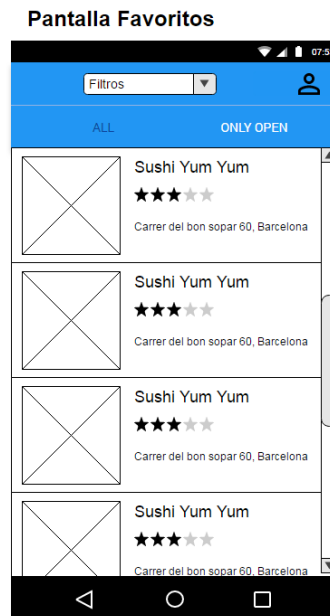 Pantalla Favoritos
07:5
Filtros
ALL
ONLY OPEN
Sushi Yum Yum
Carrer del bon sopar 60, Barcelona
Sushi Yum Yum
Carrer del bon sopar 60, Barcelona
Sushi Yum Yum
Carrer del bon sopar 60, Barcelona
Sushi Yum Yum
Carrer del bon sopar 60, Barcelona